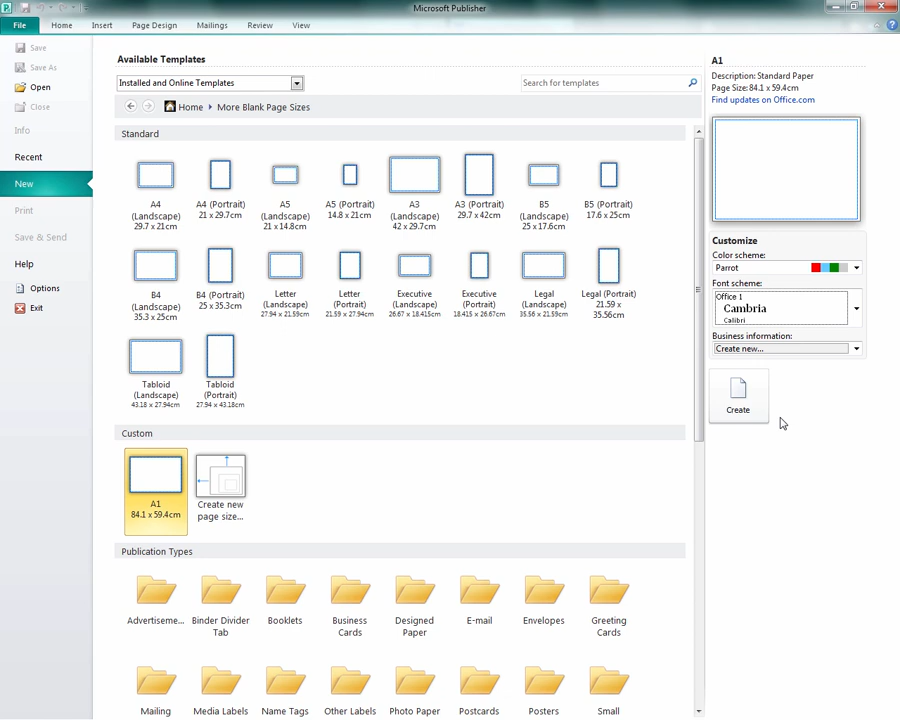 Microsoft Publisher
File Home Insert Page Design Mailings Review View
Save
Save As
Open
Close
Info
Recent
New
Print
Save & Send
Help
Options
Exit
Available Templates
Installed and Online Templates
Search for templates
Home More Blank Page Sizes
Standard
A4 (Landscape) 29.7 x 21cm
A4 (Portrait) 21 x 29.7cm
A5 (Landscape) 21 x 14.8cm
A5 (Portrait) 14.8 x 21cm
A3 (Landscape) 42 x 29.7cm
A3 (Portrait) 29.7 x 42cm
B5 (Landscape) 25 x 17.6cm
B5 (Portrait) 17.6 x 25cm
B4 (Landscape) 35.3 x 25cm
B4 (Portrait) 25 x 35.3cm
Letter (Landscape) 27.94 x 21.59cm
Letter (Portrait) 21.59 x 27.94cm
Executive (Landscape) 26.67 x 18.415cm
Executive (Portrait) 18.415 x 26.67cm
Legal (Landscape) 35.56 x 21.59cm
Legal (Portrait) 21.59 x 35.56cm
Tabloid (Landscape) 43.18 x 27.94cm
Tabloid (Portrait) 27.94 x 43.18cm
Custom
A1 84.1 x 59.4cm
Create new page size...
Publication Types
Advertiseme...
Binder Divider Tab
Booklets
Business Cards
Designed Paper
E-mail
Envelopes
Greeting Cards
Mailing
Media Labels
Name Tags
Other Labels
Photo Paper
Postcards
Posters
Small
A1
Description: Standard Paper
Page Size:84.1 x 59.4cm
Find updates on Office.com
Customize
Color scheme:
Parrot
Font scheme:
Office 1
Cambria
Calibri
Business information:
Create new...
Create